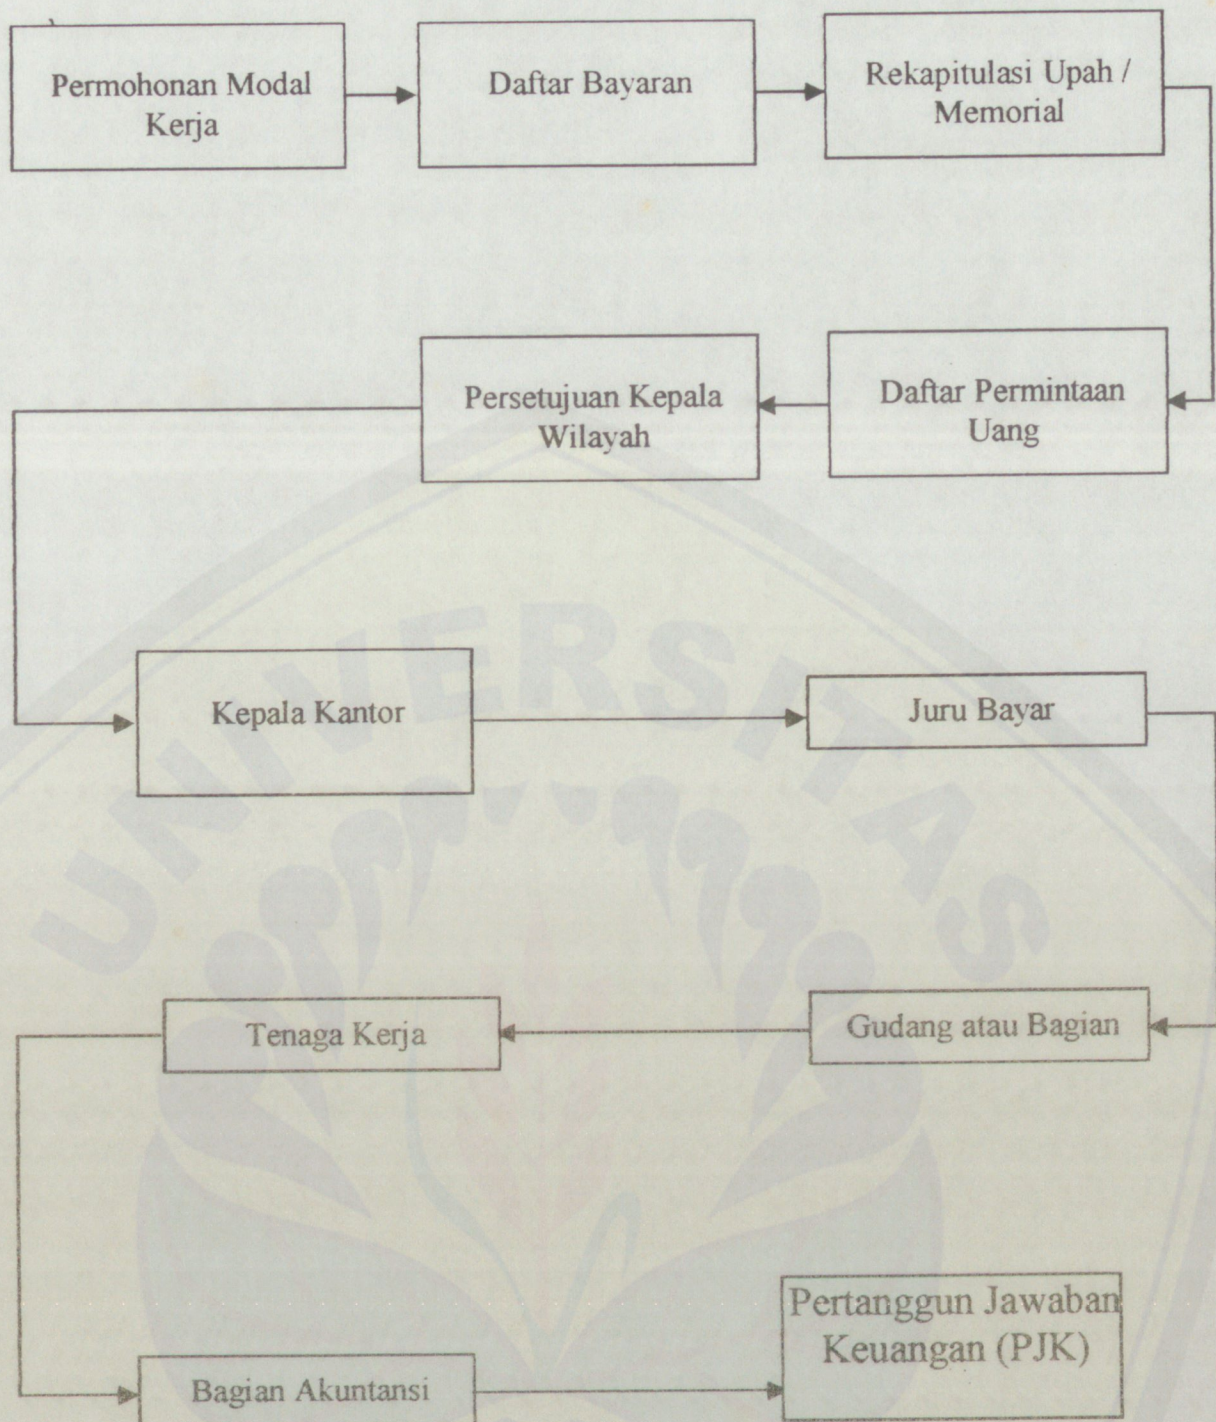 Permohonan Modal
Kerja
Daftar Bayaran
Rekapitulasi Upah /
Memorial
Persetujuan Kepala
Wilayah
Daftar Permintaan
Uang
Kepala Kantor
Juru Bayar
Tenaga Kerja
Gudang atau Bagian
Bagian Akuntansi
Pertanggun Jawaban
Keuangan (PJK)
UNIVERSITAS